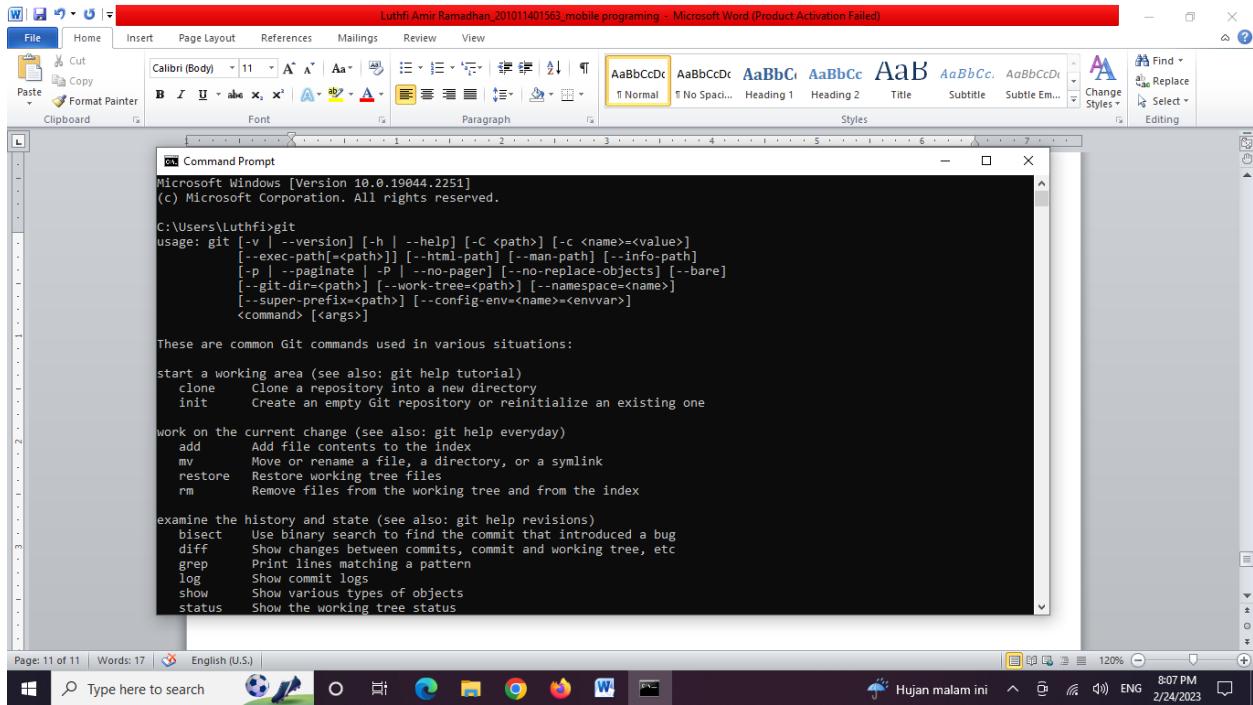 Luthfi Amir Ramadhan_201011401563_mobile programing - Microsoft Word (Product Activation Failed)
File Home Insert Page Layout References Mailings Review View
Cut
Copy
Format Painter
Paste
Calibri (Body) 11
Clipboard Font Paragraph Styles Editing
AaBbCcDc AaBbCcDc AaBbC AaBbCc AaB AaBbCc. AaBbCcDt
¶ Normal ¶ No Spaci... Heading 1 Heading 2 Title Subtitle Subtle Em...
Change Styles
Find
Replace
Select
1 2 3 4 5 6 7
Command Prompt
Microsoft Windows [Version 10.0.19044.2251]
(c) Microsoft Corporation. All rights reserved.
C:\Users\Luthfi>git
usage: git [-v | --version] [-h | --help] [-C <path>] [-c <name>=<value>]
[--exec-path[=<path>]] [--html-path] [--man-path] [--info-path]
[-p | --paginate | -P | --no-pager] [--no-replace-objects] [--bare]
[--git-dir=<path>] [--work-tree=<path>] [--namespace=<name>]
[--super-prefix=<path>] [--config-env=<name>=<envvar>]
<command> [<args>]
These are common Git commands used in various situations:
start a working area (see also: git help tutorial)
clone Clone a repository into a new directory
init Create an empty Git repository or reinitialize an existing one
work on the current change (see also: git help everyday)
add Add file contents to the index
mv Move or rename a file, a directory, or a symlink
restore Restore working tree files
rm Remove files from the working tree and from the index
examine the history and state (see also: git help revisions)
bisect Use binary search to find the commit that introduced a bug
diff Show changes between commits, commit and working tree, etc
grep Print lines matching a pattern
log Show commit logs
show Show various types of objects
status Show the working tree status
Page: 11 of 11 Words: 17 English (U.S.) 120%
Type here to search
Hujan malam ini ENG 8:07 PM
2/24/2023